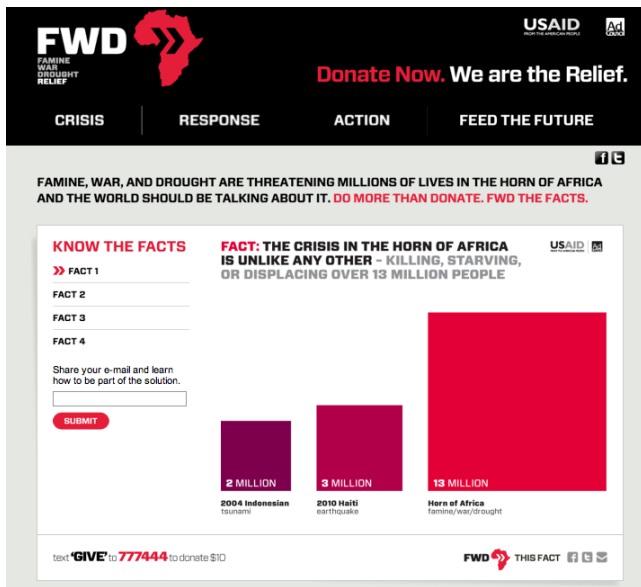 FWD
FAMINE
WAR
DROUGHT
RELIEF
USAID
FROM THE AMERICAN PEOPLE
Ad
Council
Donate Now. We are the Relief.
CRISIS
RESPONSE
ACTION
FEED THE FUTURE
FAMINE, WAR, AND DROUGHT ARE THREATENING MILLIONS OF LIVES IN THE HORN OF AFRICA
AND THE WORLD SHOULD BE TALKING ABOUT IT. DO MORE THAN DONATE. FWD THE FACTS.
KNOW THE FACTS
FACT 1
FACT 2
FACT 3
FACT 4
Share your e-mail and learn
how to be part of the solution.
SUBMIT
FACT: THE CRISIS IN THE HORN OF AFRICA
IS UNLIKE ANY OTHER – KILLING, STARVING,
OR DISPLACING OVER 13 MILLION PEOPLE
USAID
Ad
2 MILLION
3 MILLION
13 MILLION
2004 Indonesian
tsunami
2010 Haiti
earthquake
Horn of Africa
famine/war/drought
text 'GIVE' to 777444 to donate $10
FWD THIS FACT